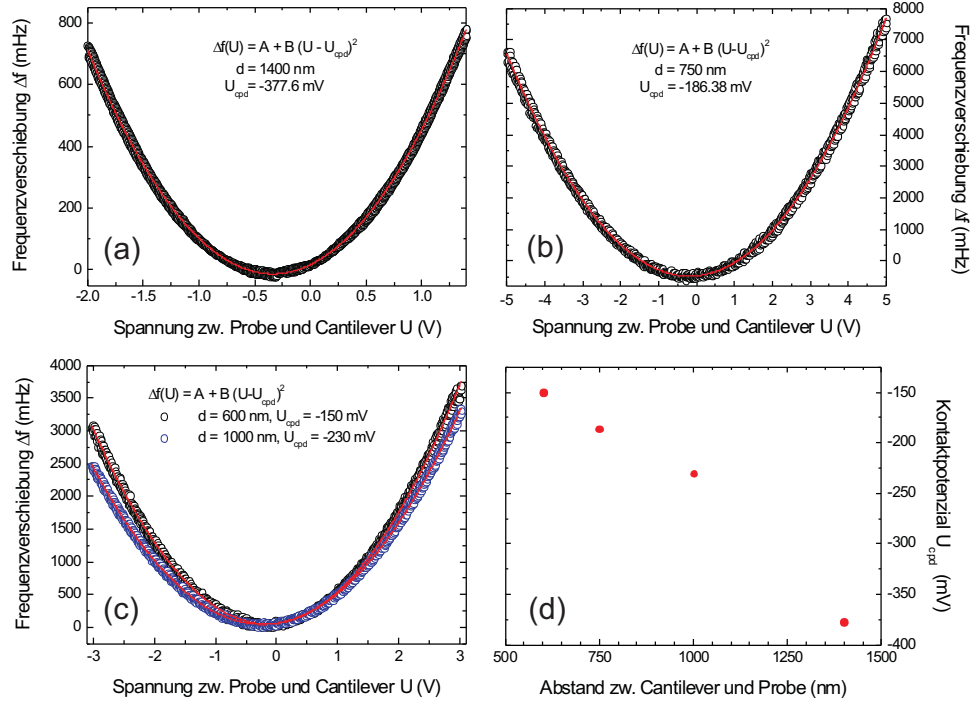 800
600
400
200
0
-2.0 -1.5 -1.0 -0.5 0.0 0.5 1.0
Frequenzverschiebung Δf (mHz)
Spannung zw. Probe und Cantilever U (V)
Δf(U) = A + B (U - U_cpd)²
d = 1400 nm
U_cpd = -377.6 mV
(a)
8000
7000
6000
5000
4000
3000
2000
1000
0
-5 -4 -3 -2 -1 0 1 2 3 4 5
Frequenzverschiebung Δf (mHz)
Spannung zw. Probe und Cantilever U (V)
Δf(U) = A + B (U-U_cpd)²
d = 750 nm
U_cpd = -186.38 mV
(b)
4000
3500
3000
2500
2000
1500
1000
500
0
-3 -2 -1 0 1 2 3
Frequenzverschiebung Δf (mHz)
Spannung zw. Probe und Cantilever U (V)
Δf(U) = A + B (U-U_cpd)²
d = 600 nm, U_cpd = -150 mV
d = 1000 nm, U_cpd = -230 mV
(c)
-150
-200
-250
-300
-350
-400
500 750 1000 1250 1500
Kontaktpotenzial U_cpd (mV)
Abstand zw. Cantilever und Probe (nm)
(d)